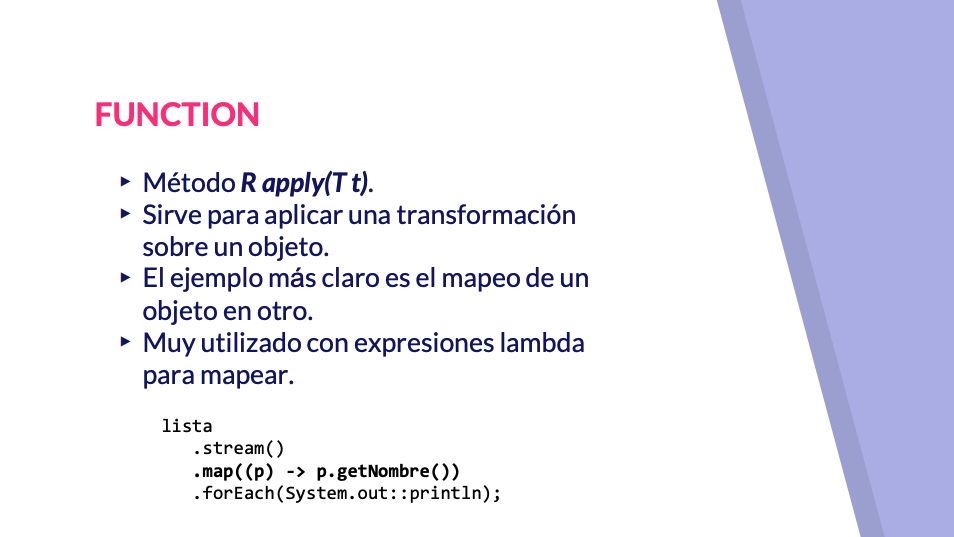 FUNCTION
▸ Método R apply(T t).
▸ Sirve para aplicar una transformación
sobre un objeto.
▸ El ejemplo más claro es el mapeo de un
objeto en otro.
▸ Muy utilizado con expresiones lambda
para mapear.
lista
.stream()
.map((p) -> p.getNombre())
.forEach(System.out::println);